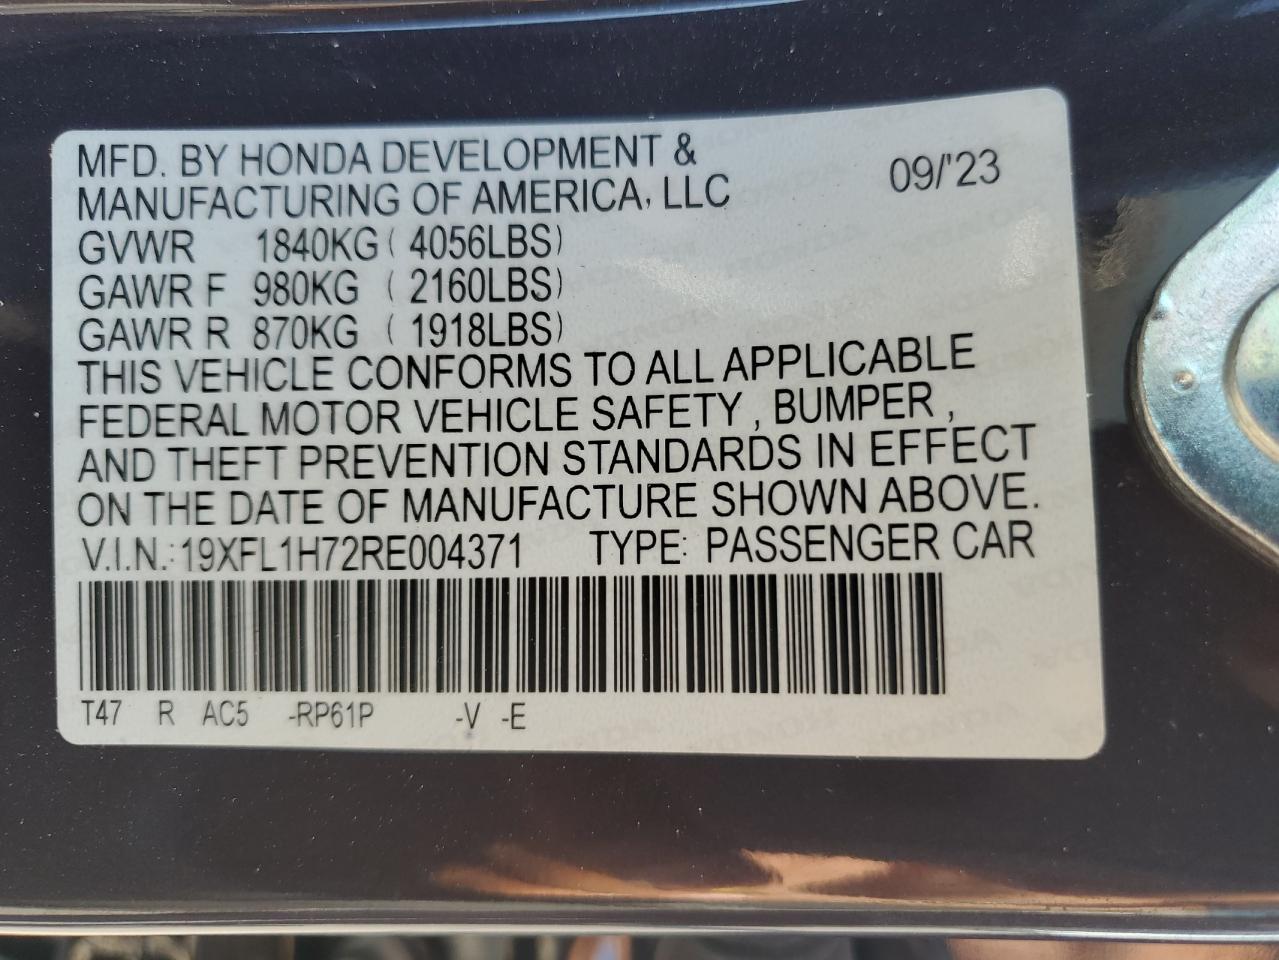 MFD. BY HONDA DEVELOPMENT &
MANUFACTURING OF AMERICA, LLC
09/'23
GVWR 1840KG ( 4056LBS)
GAWR F 980KG ( 2160LBS)
GAWR R 870KG ( 1918LBS)
THIS VEHICLE CONFORMS TO ALL APPLICABLE
FEDERAL MOTOR VEHICLE SAFETY , BUMPER ,
AND THEFT PREVENTION STANDARDS IN EFFECT
ON THE DATE OF MANUFACTURE SHOWN ABOVE.
V.I.N.: 19XFL1H72RE004371 TYPE: PASSENGER CAR
T47 R AC5 -RP61P -V -E